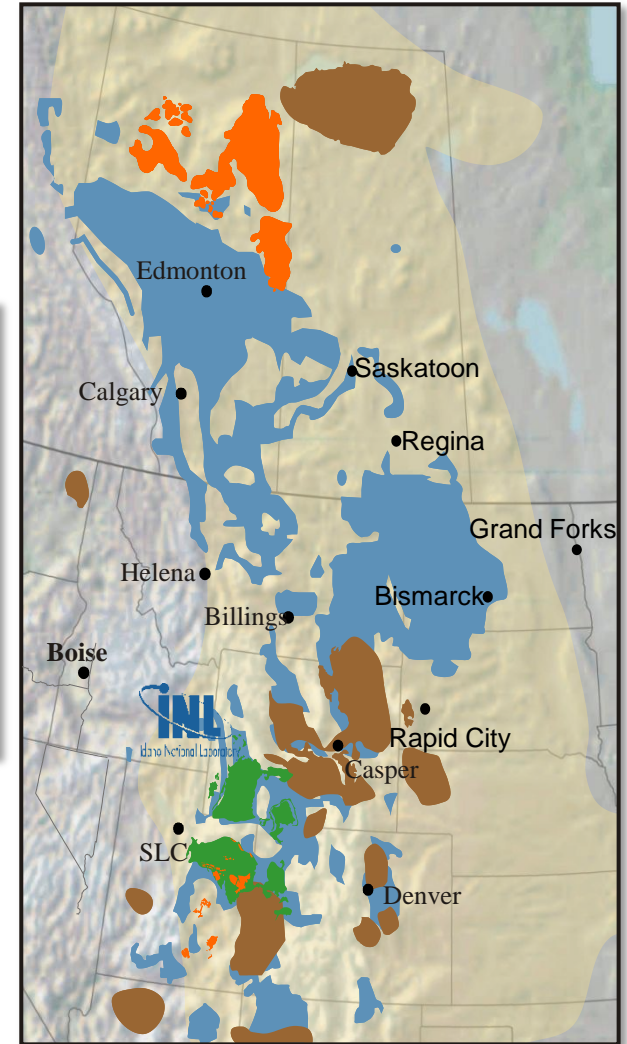 Edmonton
Saskatoon
Calgary
Regina
Grand Forks
Helena
Bismarck
Billings
Boise
INL
Idaho National Laboratory
Rapid City
Casper
SLC
Denver